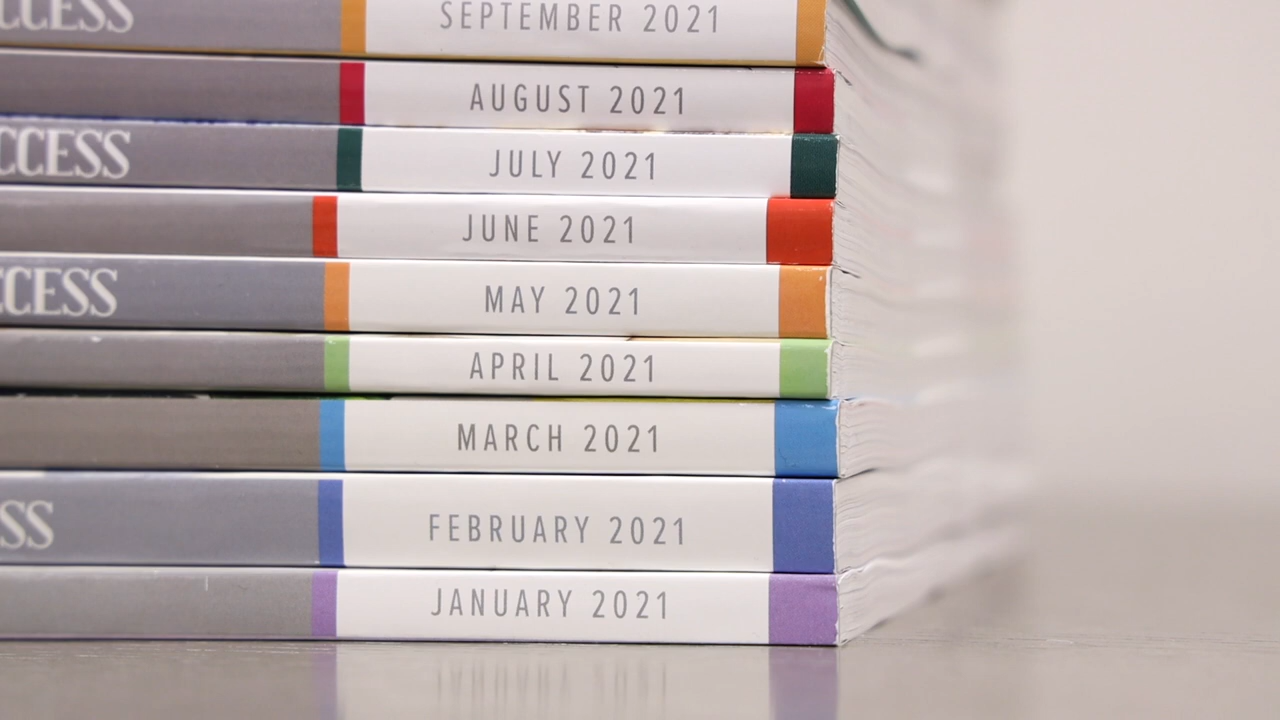 CCESS SEPTEMBER 2021
AUGUST 2021
CCESS JULY 2021
JUNE 2021
CCESS MAY 2021
APRIL 2021
MARCH 2021
SS FEBRUARY 2021
JANUARY 2021